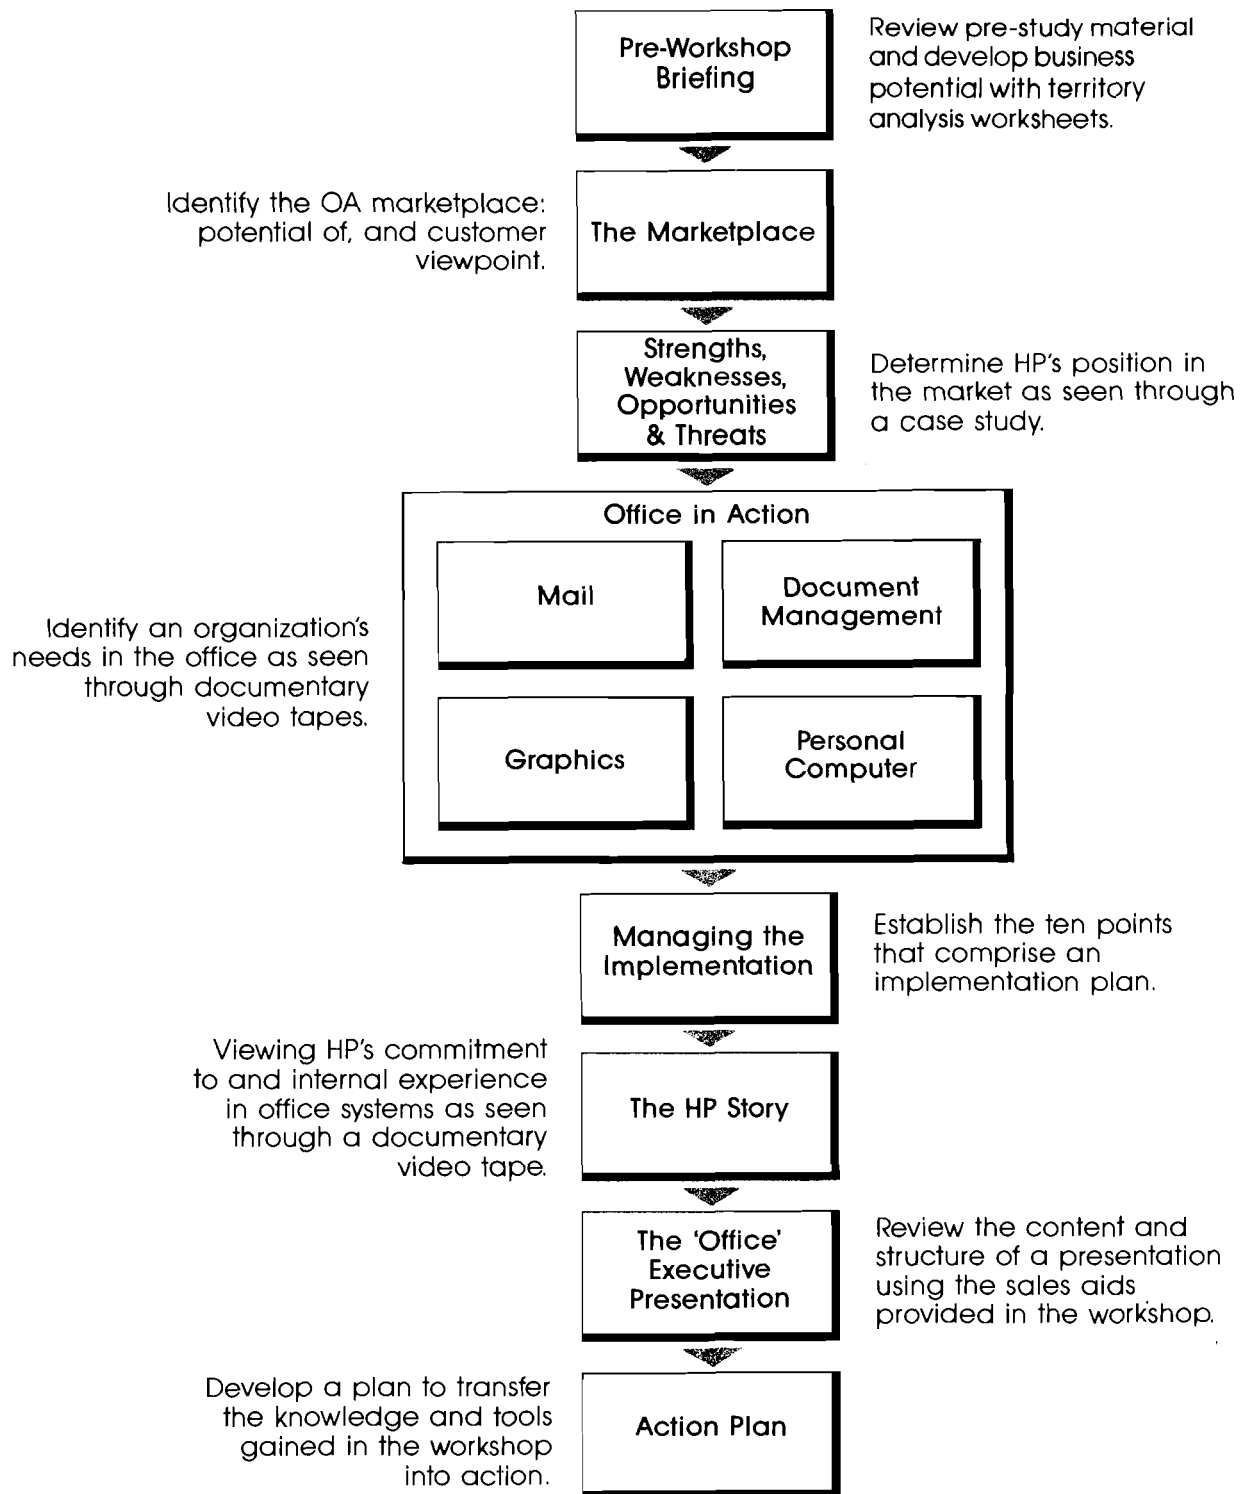 Pre-Workshop
Briefing
Review pre-study material
and develop business
potential with territory
analysis worksheets.
Identify the OA marketplace:
potential of, and customer
viewpoint.
The Marketplace
Strengths,
Weaknesses,
Opportunities
& Threats
Determine HP's position in
the market as seen through
a case study.
Office in Action
Mail
Document
Management
Identify an organization's
needs in the office as seen
through documentary
video tapes.
Graphics
Personal
Computer
Managing the
Implementation
Establish the ten points
that comprise an
implementation plan.
Viewing HP's commitment
to and internal experience
in office systems as seen
through a documentary
video tape.
The HP Story
The 'Office'
Executive
Presentation
Review the content and
structure of a presentation
using the sales aids
provided in the workshop.
Develop a plan to transfer
the knowledge and tools
gained in the workshop
into action.
Action Plan